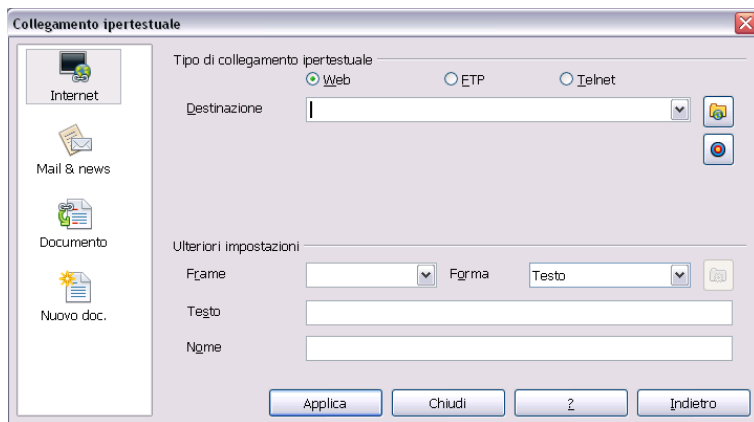 Collegamento ipertestuale
Internet
Mail & news
Documento
Nuovo doc.
Tipo di collegamento ipertestuale
Web FTP Telnet
Destinazione
Ulteriori impostazioni
Frame Forma Testo
Testo
Nome
Applica Chiudi ? Indietro